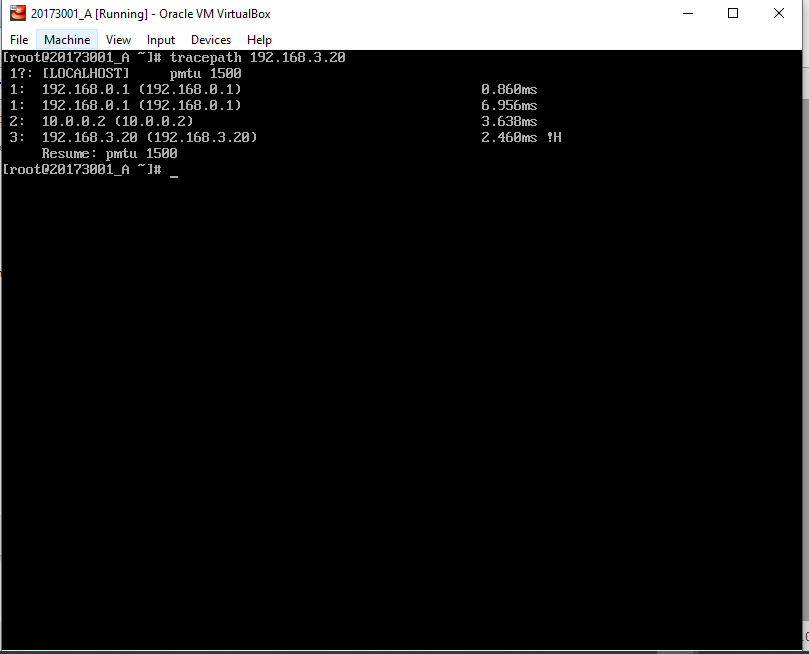 20173001_A [Running] - Oracle VM VirtualBox
File Machine View Input Devices Help
[root@20173001_A ~]# tracepath 192.168.3.20
1?: [LOCALHOST] pmtu 1500
1: 192.168.0.1 (192.168.0.1) 0.860ms
1: 192.168.0.1 (192.168.0.1) 6.956ms
2: 10.0.0.2 (10.0.0.2) 3.638ms
3: 192.168.3.20 (192.168.3.20) 2.460ms !H
Resume: pmtu 1500
[root@20173001_A ~]# _